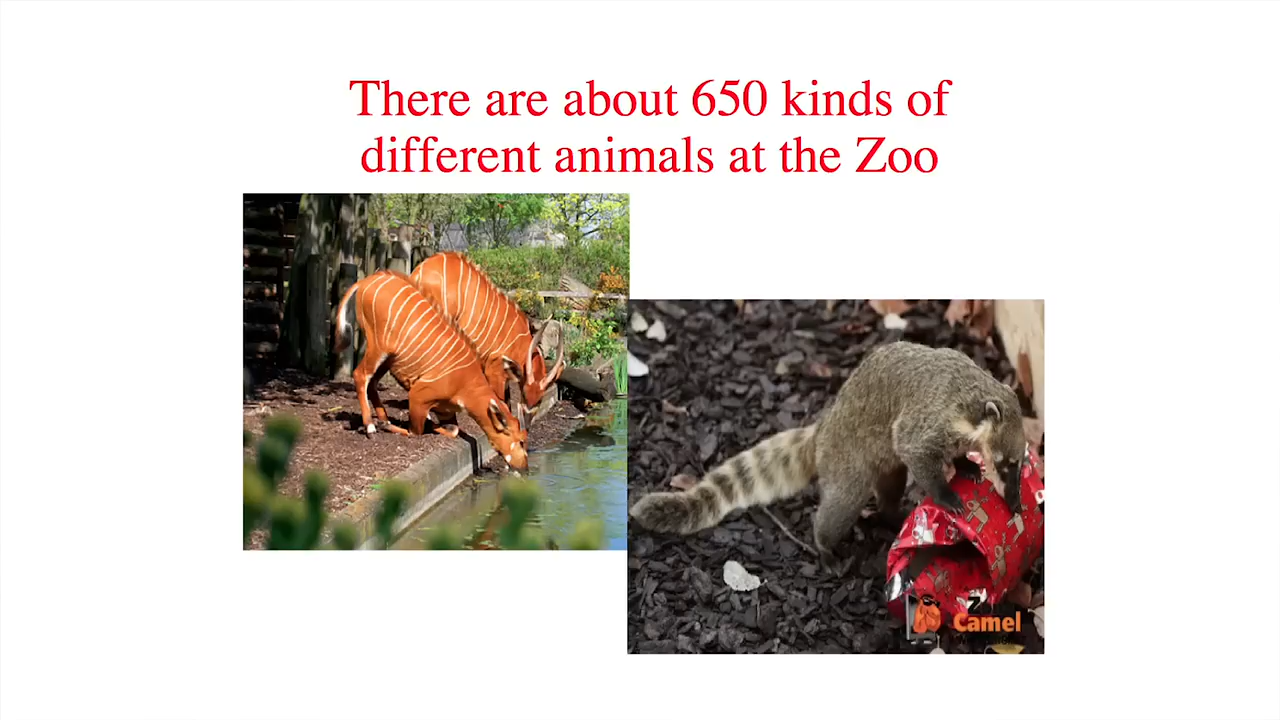 There are about 650 kinds of
different animals at the Zoo
Camel